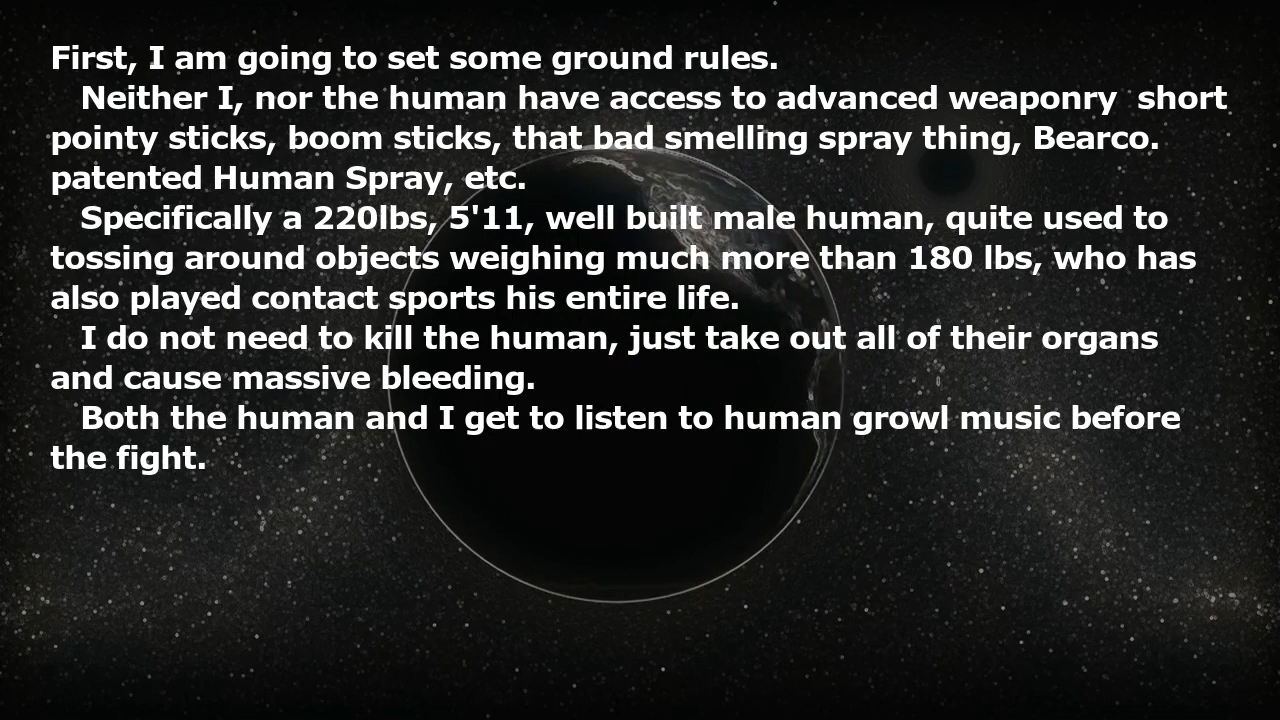 First, I am going to set some ground rules.
Neither I, nor the human have access to advanced weaponry  short
pointy sticks, boom sticks, that bad smelling spray thing, Bearco.
patented Human Spray, etc.
Specifically a 220lbs, 5'11, well built male human, quite used to
tossing around objects weighing much more than 180 lbs, who has
also played contact sports his entire life.
I do not need to kill the human, just take out all of their organs
and cause massive bleeding.
Both the human and I get to listen to human growl music before
the fight.